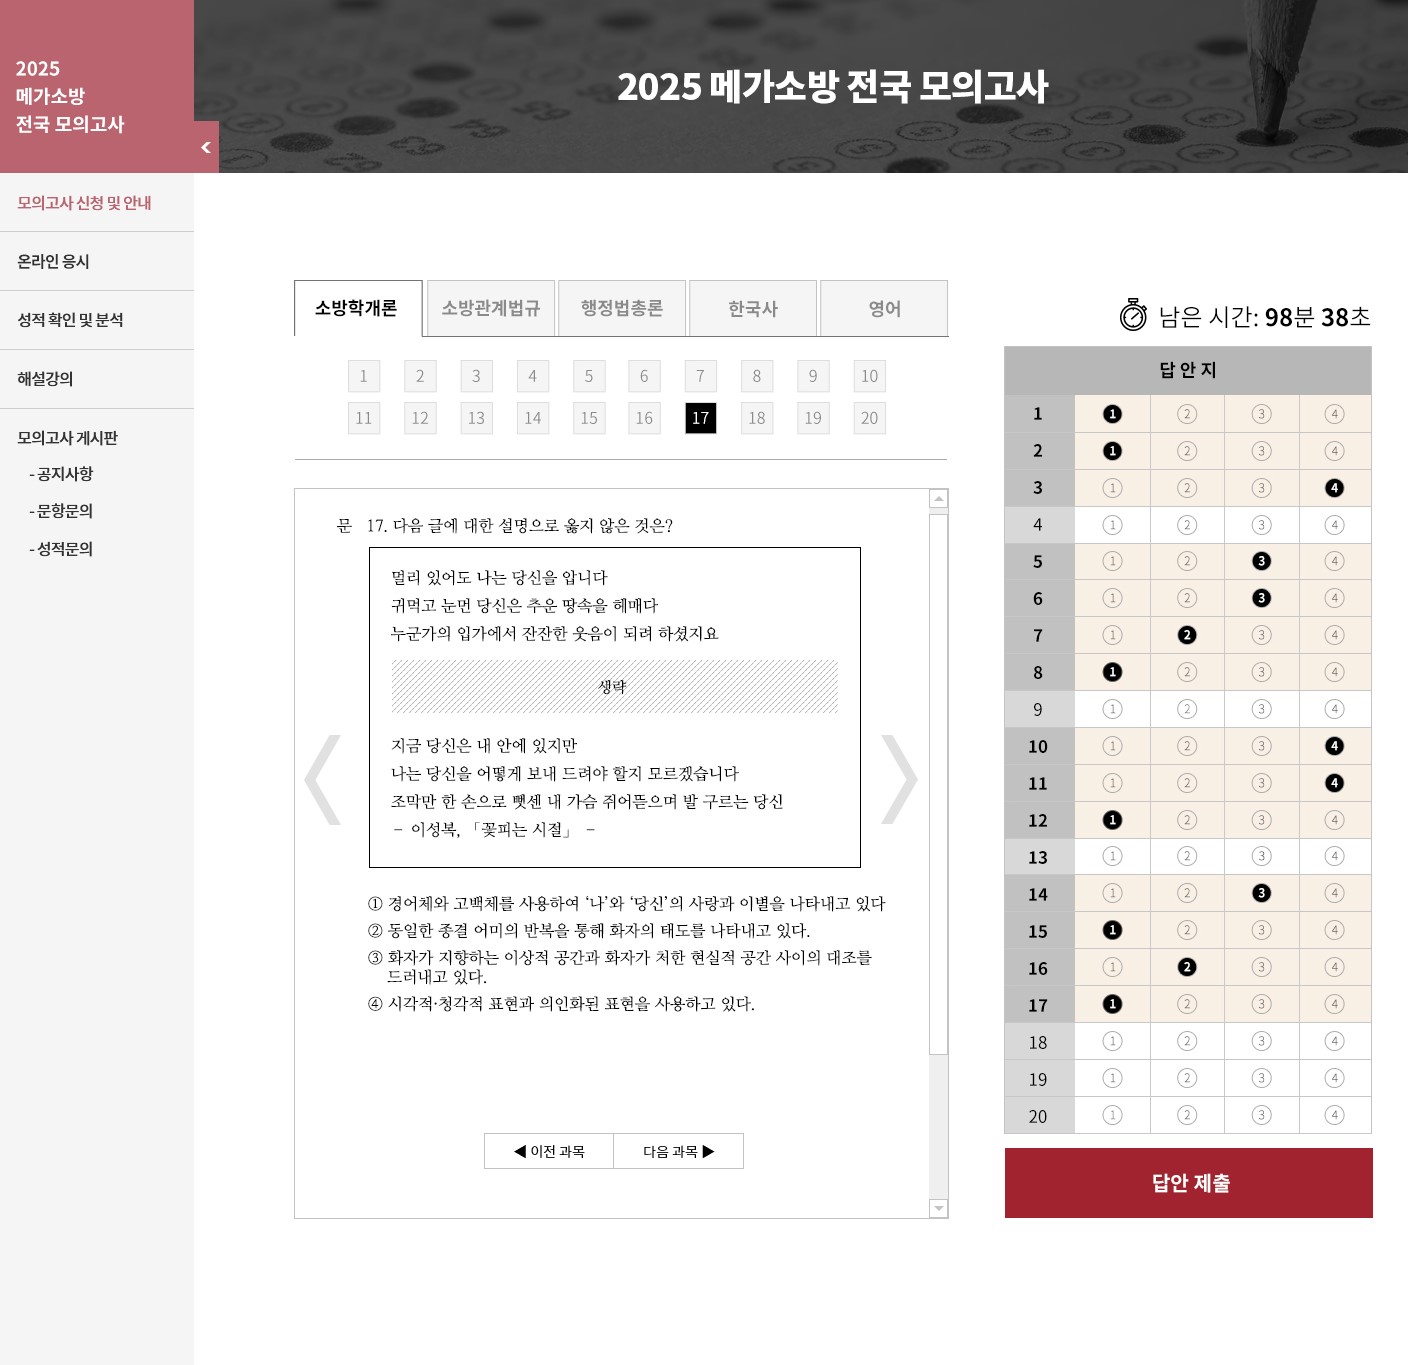 2025
메가소방
전국 모의고사
2025 메가소방 전국 모의고사
모의고사 신청 및 안내
온라인 응시
성적 확인 및 분석
해설강의
모의고사 게시판
- 공지사항
- 문항문의
- 성적문의
소방학개론 소방관계법규 행정법총론 한국사 영어
1 2 3 4 5 6 7 8 9 10
11 12 13 14 15 16 17 18 19 20
문 17. 다음 글에 대한 설명으로 옳지 않은 것은?
멀리 있어도 나는 당신을 압니다
귀먹고 눈먼 당신은 추운 땅속을 헤매다
누군가의 입가에서 잔잔한 웃음이 되려 하셨지요
생략
지금 당신은 내 안에 있지만
나는 당신을 어떻게 보내 드려야 할지 모르겠습니다
조막만 한 손으로 뻣센 내 가슴 쥐어뜯으며 발 구르는 당신
- 이성복, 「꽃피는 시절」 -
① 경어체와 고백체를 사용하여 ‘나’와 ‘당신’의 사랑과 이별을 나타내고 있다
② 동일한 종결 어미의 반복을 통해 화자의 태도를 나타내고 있다.
③ 화자가 지향하는 이상적 공간과 화자가 처한 현실적 공간 사이의 대조를
드러내고 있다.
④ 시각적·청각적 표현과 의인화된 표현을 사용하고 있다.
◀ 이전 과목 다음 과목 ▶
남은 시간: 98분 38초
답 안 지
1 ❶ ② ③ ④
2 ❶ ② ③ ④
3 ① ② ③ ❹
4 ① ② ③ ④
5 ① ② ❸ ④
6 ① ② ❸ ④
7 ① ❷ ③ ④
8 ❶ ② ③ ④
9 ① ② ③ ④
10 ① ② ③ ❹
11 ① ② ③ ❹
12 ❶ ② ③ ④
13 ① ② ③ ④
14 ① ② ❸ ④
15 ❶ ② ③ ④
16 ① ❷ ③ ④
17 ❶ ② ③ ④
18 ① ② ③ ④
19 ① ② ③ ④
20 ① ② ③ ④
답안 제출